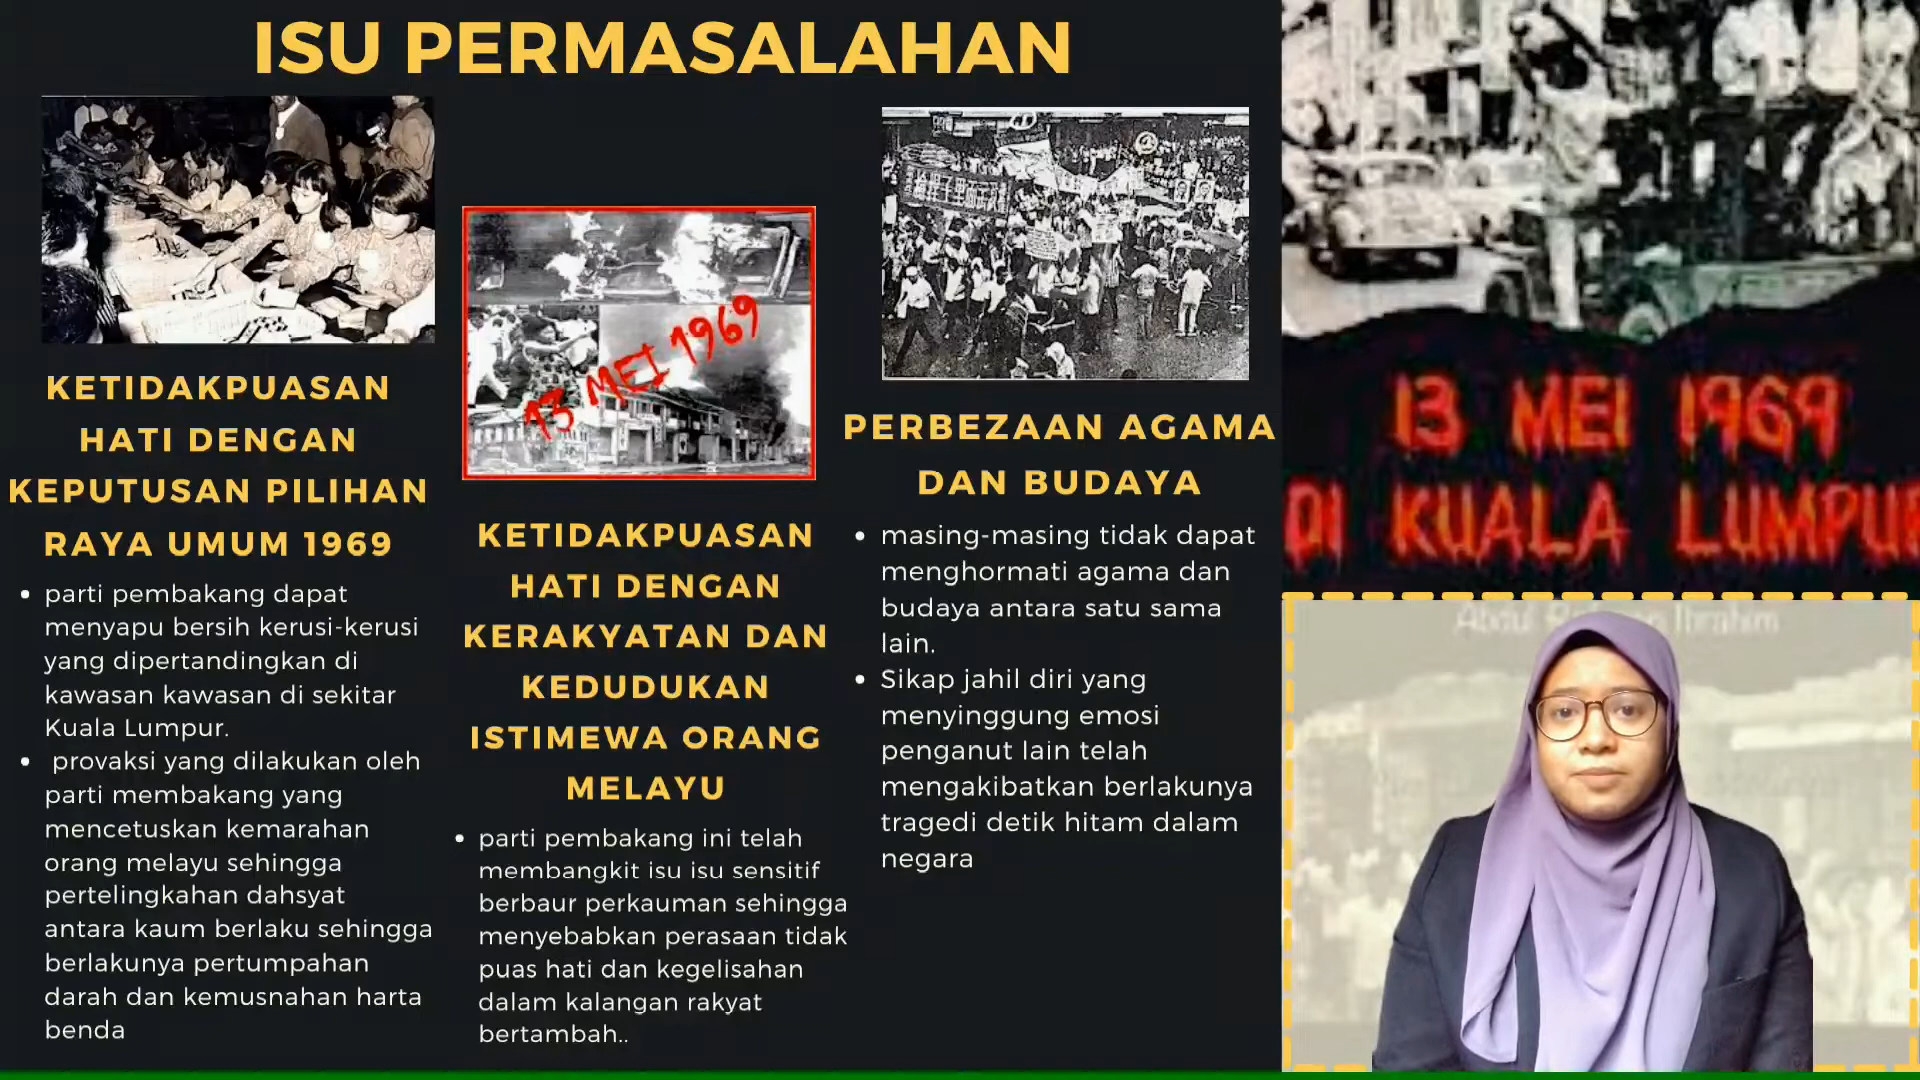 ISU PERMASALAHAN
KETIDAKPUASAN
HATI DENGAN
KEPUTUSAN PILIHAN
RAYA UMUM 1969
• parti pembakang dapat
menyapu bersih kerusi-kerusi
yang dipertandingkan di
kawasan kawasan di sekitar
Kuala Lumpur.
• provaksi yang dilakukan oleh
parti membakang yang
mencetuskan kemarahan
orang melayu sehingga
pertelingkahan dahsyat
antara kaum berlaku sehingga
berlakunya pertumpahan
darah dan kemusnahan harta
benda
13 MEI 1969
KETIDAKPUASAN
HATI DENGAN
KERAKYATAN DAN
KEDUDUKAN
ISTIMEWA ORANG
MELAYU
• parti pembakang ini telah
membangkit isu isu sensitif
berbaur perkauman sehingga
menyebabkan perasaan tidak
puas hati dan kegelisahan
dalam kalangan rakyat
bertambah..
PERBEZAAN AGAMA
DAN BUDAYA
• masing-masing tidak dapat
menghormati agama dan
budaya antara satu sama
lain.
• Sikap jahil diri yang
menyinggung emosi
penganut lain telah
mengakibatkan berlakunya
tragedi detik hitam dalam
negara
13 MEI 1969
DI KUALA LUMPUR
Abdul Ibrahim